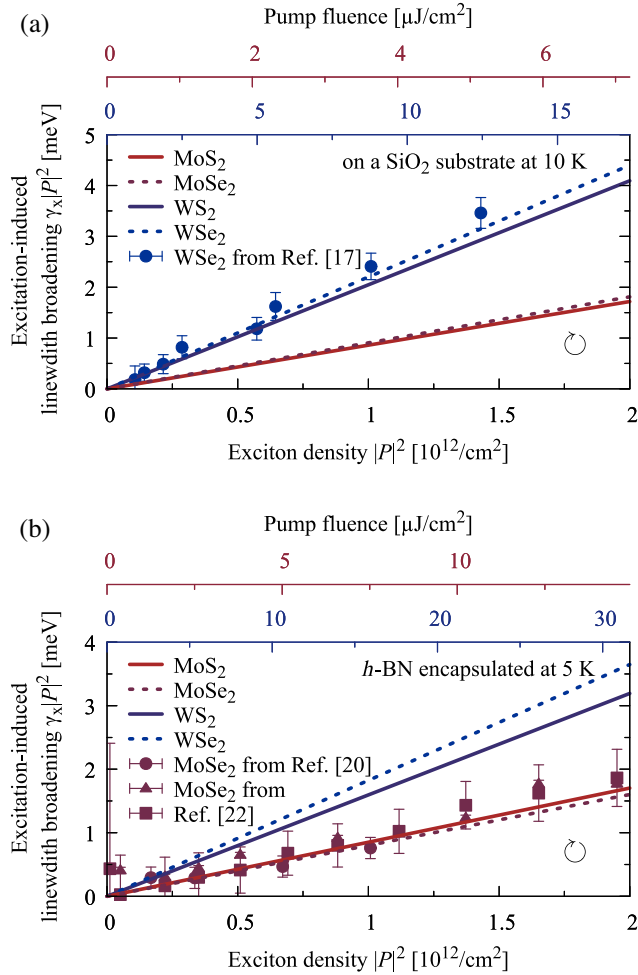 (a)
Pump fluence [μJ/cm²]
0 2 4 6
0 5 10 15
Excitation-induced
linewdith broadening γₓ|P|² [meV]
5
4
3
2
1
0
MoS₂
MoSe₂
WS₂
WSe₂
WSe₂ from Ref. [17]
on a SiO₂ substrate at 10 K
0 0.5 1 1.5 2
Exciton density |P|² [10¹²/cm²]
(b)
Pump fluence [μJ/cm²]
0 5 10
0 10 20 30
Excitation-induced
linewdith broadening γₓ|P|² [meV]
4
3
2
1
0
MoS₂
MoSe₂
WS₂
WSe₂
MoSe₂ from Ref. [20]
MoSe₂ from
Ref. [22]
h-BN encapsulated at 5 K
0 0.5 1 1.5 2
Exciton density |P|² [10¹²/cm²]